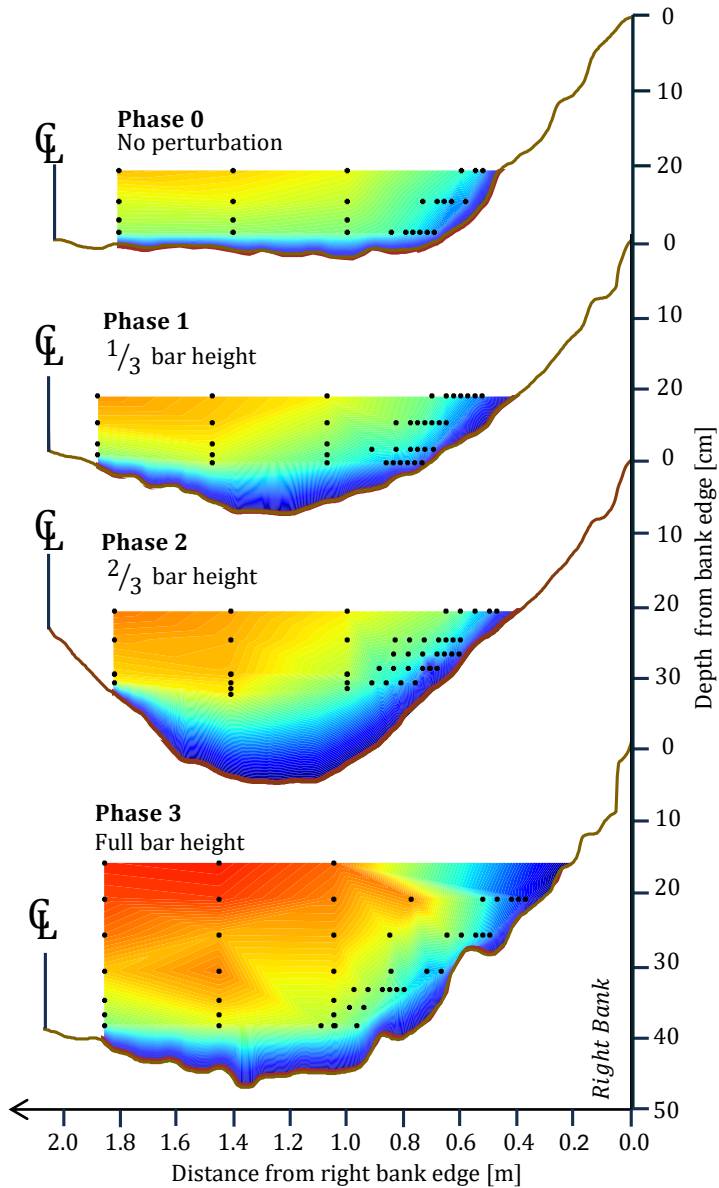 0
10
Phase 0
No perturbation
℄
20
0
Phase 1
1/3 bar height
℄
10
20
0
Phase 2
2/3 bar height
℄
10
20
30
0
Depth from bank edge [cm]
Phase 3
Full bar height
℄
10
20
30
40
50
Right Bank
2.0 1.8 1.6 1.4 1.2 1.0 0.8 0.6 0.4 0.2 0.0
Distance from right bank edge [m]